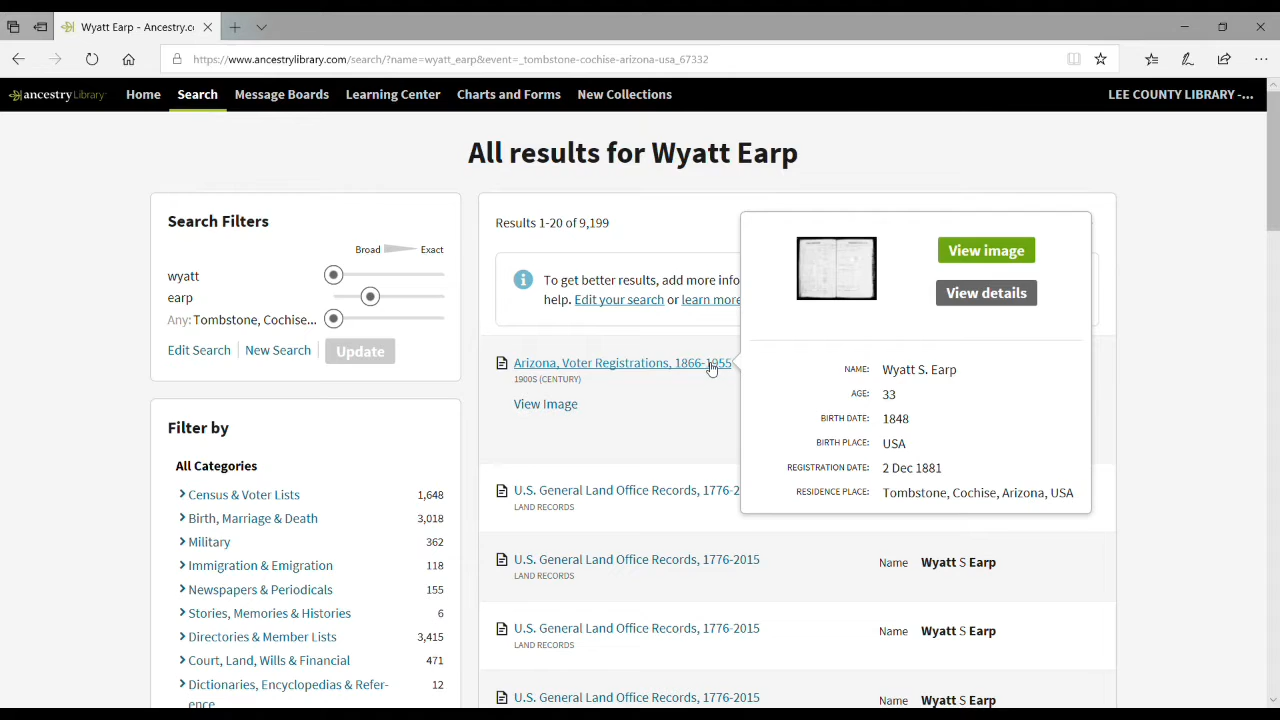 Wyatt Earp - Ancestry.co
https://www.ancestrylibrary.com/search/?name=wyatt_earp&event=_tombstone-cochise-arizona-usa_67332
ancestry Library
Home
Search
Message Boards
Learning Center
Charts and Forms
New Collections
LEE COUNTY LIBRARY -...
All results for Wyatt Earp
Search Filters
Broad
Exact
wyatt
earp
Any: Tombstone, Cochise...
Edit Search
New Search
Update
Filter by
All Categories
Census & Voter Lists 1,648
Birth, Marriage & Death 3,018
Military 362
Immigration & Emigration 118
Newspapers & Periodicals 155
Stories, Memories & Histories 6
Directories & Member Lists 3,415
Court, Land, Wills & Financial 471
Dictionaries, Encyclopedias & Refer- 12
ence
Results 1-20 of 9,199
To get better results, add more info
help. Edit your search or learn more
Arizona, Voter Registrations, 1866-1955
1900S (CENTURY)
View Image
View image
View details
NAME: Wyatt S. Earp
AGE: 33
BIRTH DATE: 1848
BIRTH PLACE: USA
REGISTRATION DATE: 2 Dec 1881
RESIDENCE PLACE: Tombstone, Cochise, Arizona, USA
U.S. General Land Office Records, 1776-2
LAND RECORDS
U.S. General Land Office Records, 1776-2015
LAND RECORDS
Name Wyatt S Earp
U.S. General Land Office Records, 1776-2015
LAND RECORDS
Name Wyatt S Earp
U.S. General Land Office Records, 1776-2015
Name Wyatt S Earp